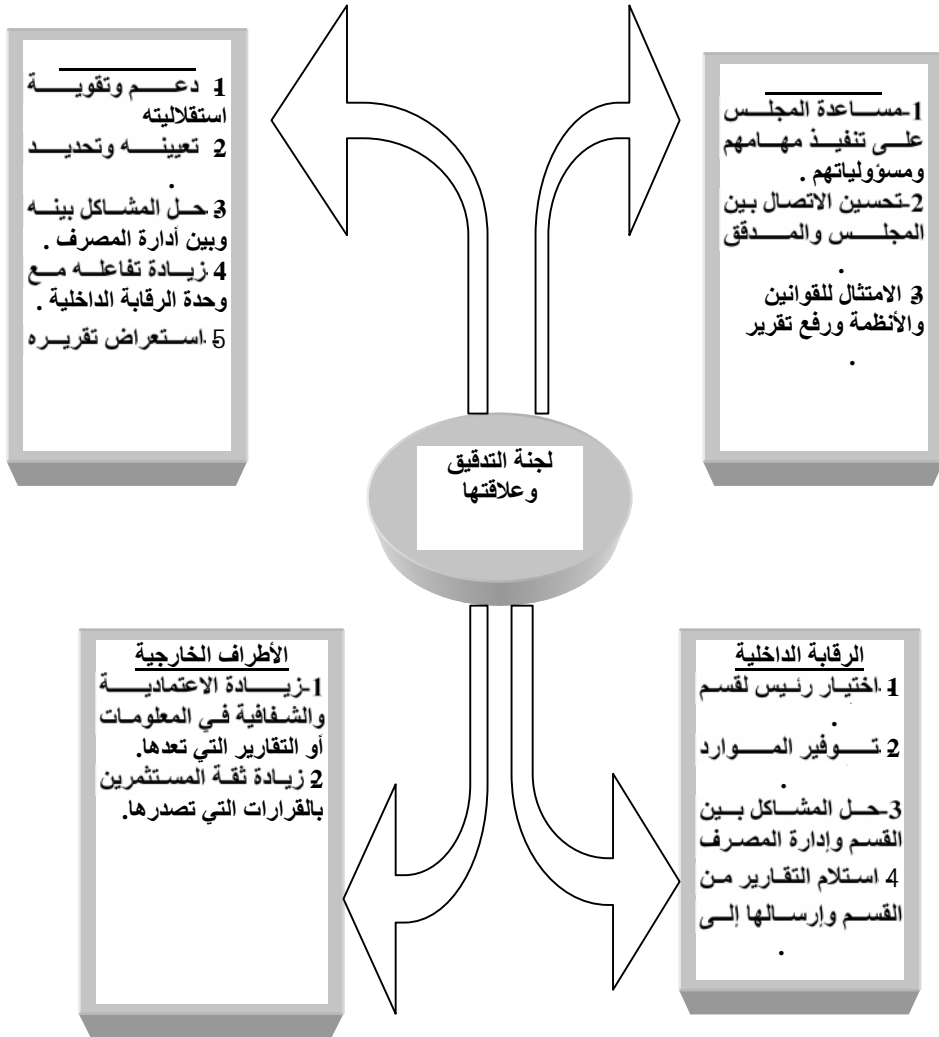 1-مساعدة المجلس
على تنفيذ مهامهم
ومسؤولياتهم .
2-تحسين الاتصال بين
المجلس والمدقق
.
3 الامتثال للقوانين
والأنظمة ورفع تقرير
.
1 دعم وتقوية
استقلاليته
2 تعيينه وتحديد
.
3.حل المشاكل بينه
وبين أدارة المصرف .
4.زيادة تفاعله مع
وحدة الرقابة الداخلية .
5.استعراض تقريره
لجنة التدقيق
وعلاقتها
الرقابة الداخلية
1.اختيار رئيس لقسم
.
2.توفير الموارد
.
3-حل المشاكل بين
القسم وإدارة المصرف
4 استلام التقارير من
القسم وإرسالها إلى
.
الأطراف الخارجية
1-زيادة الاعتمادية
والشفافية في المعلومات
أو التقارير التي تعدها.
2 زيادة ثقة المستثمرين
بالقرارات التي تصدرها.